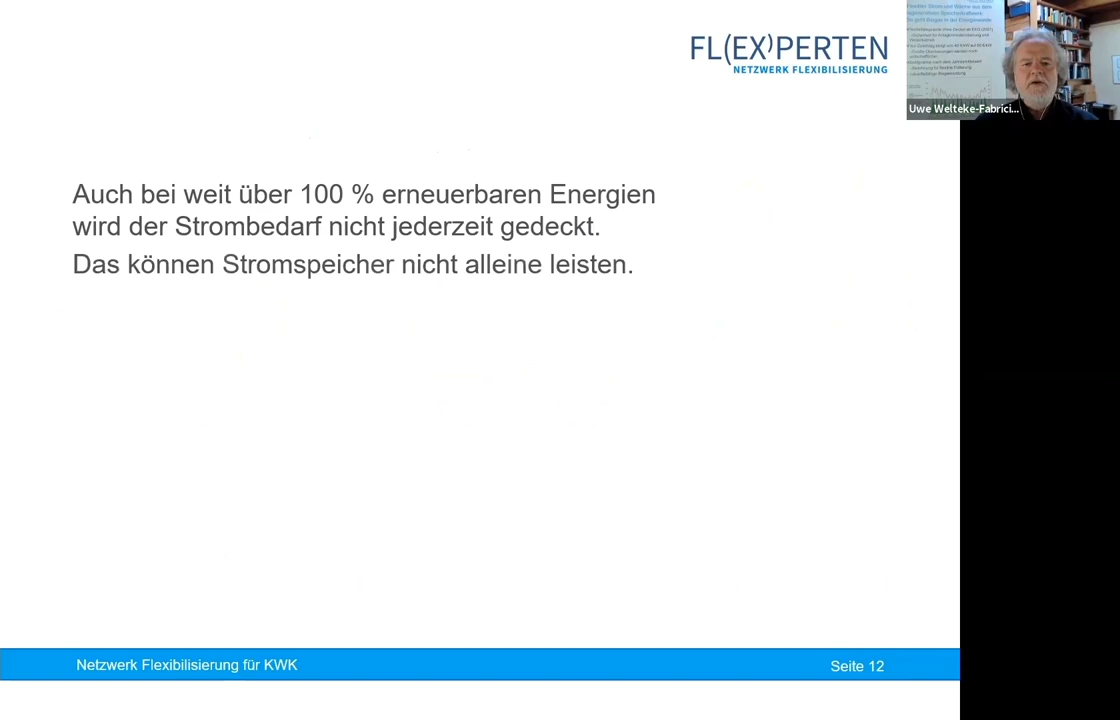 FL(EX)PERTEN
NETZWERK FLEXIBILISIERUNG
Uwe Welteke-Fabrici...
Auch bei weit über 100 % erneuerbaren Energien
wird der Strombedarf nicht jederzeit gedeckt.
Das können Stromspeicher nicht alleine leisten.
Netzwerk Flexibilisierung für KWK
Seite 12